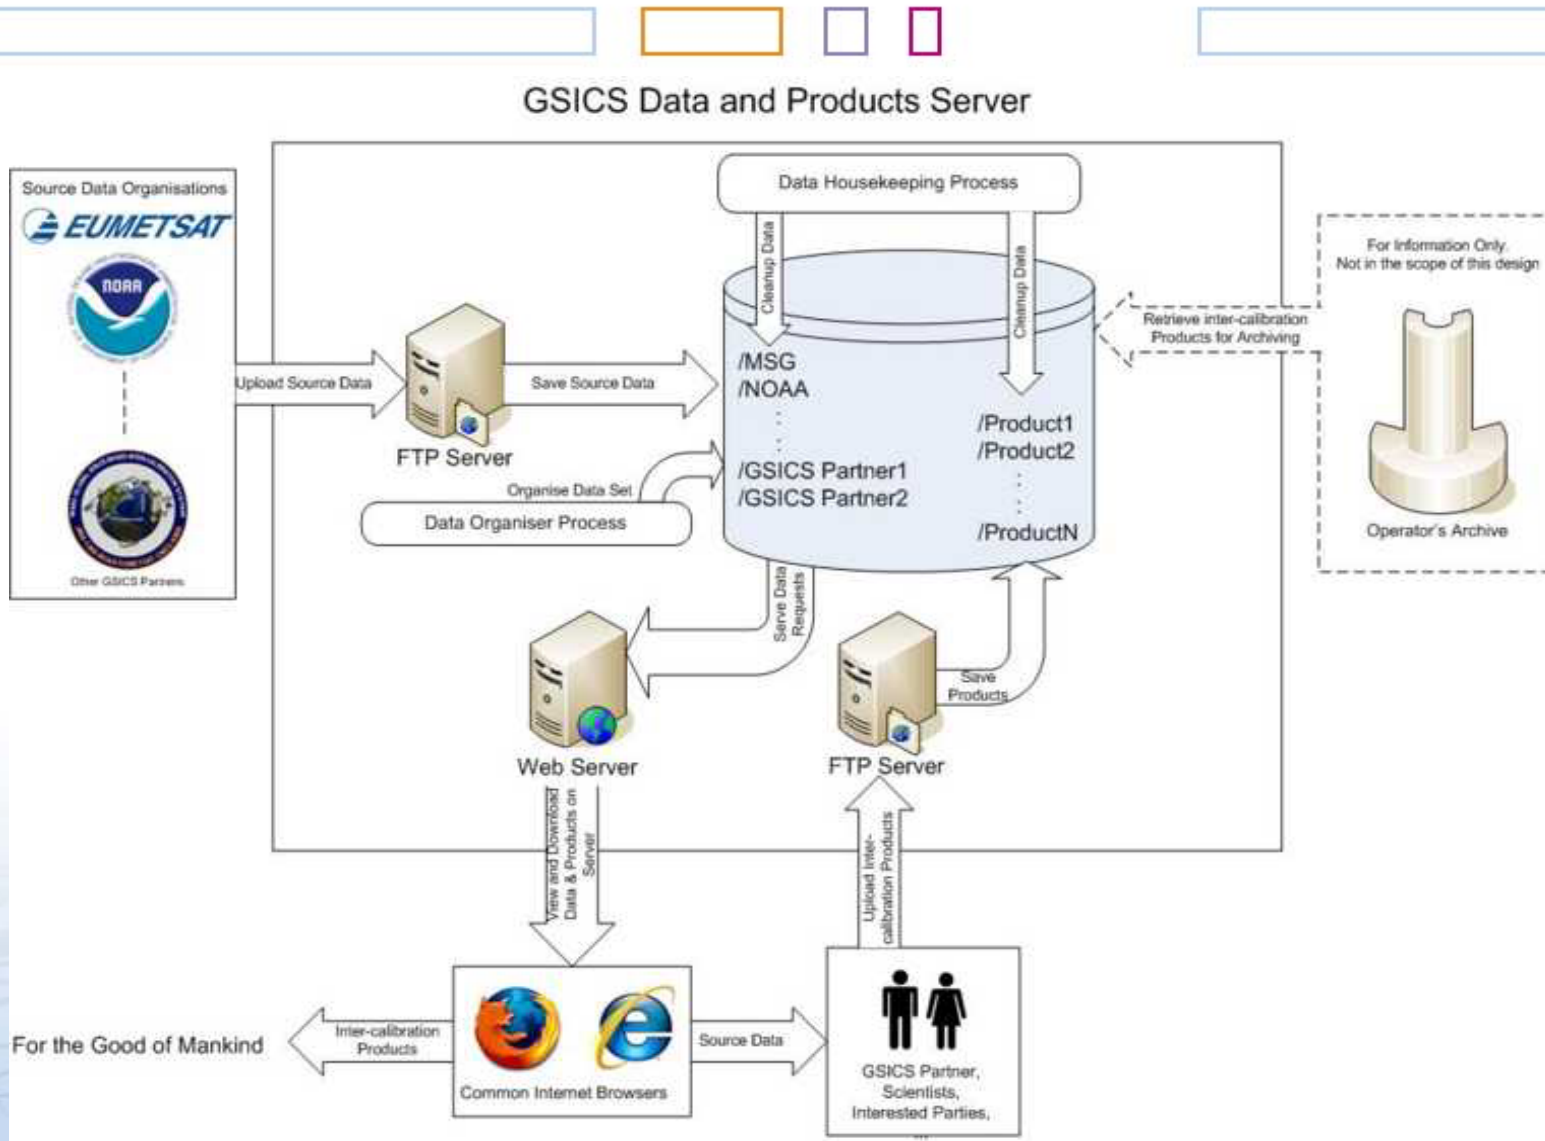 GSICS Data and Products Server
Source Data Organisations
EUMETSAT
NOAA
Other GSICS Partners
Data Housekeeping Process
Cleanup Data
Cleanup Data
For Information Only.
Not in the scope of this design
Retrieve inter-calibration
Products for Archiving
Operator's Archive
Upload Source Data
FTP Server
Save Source Data
/MSG
/NOAA
.
.
.
/GSICS Partner1
/GSICS Partner2
/Product1
/Product2
.
.
.
/ProductN
Organise Data Set
Data Organiser Process
Serve Data
Requests
Web Server
FTP Server
Save
Products
View and Download
Data & Products on
Server
Upload Inter-
calibration Products
For the Good of Mankind
Inter-calibration
Products
Common Internet Browsers
Source Data
GSICS Partner,
Scientists,
Interested Parties,
...